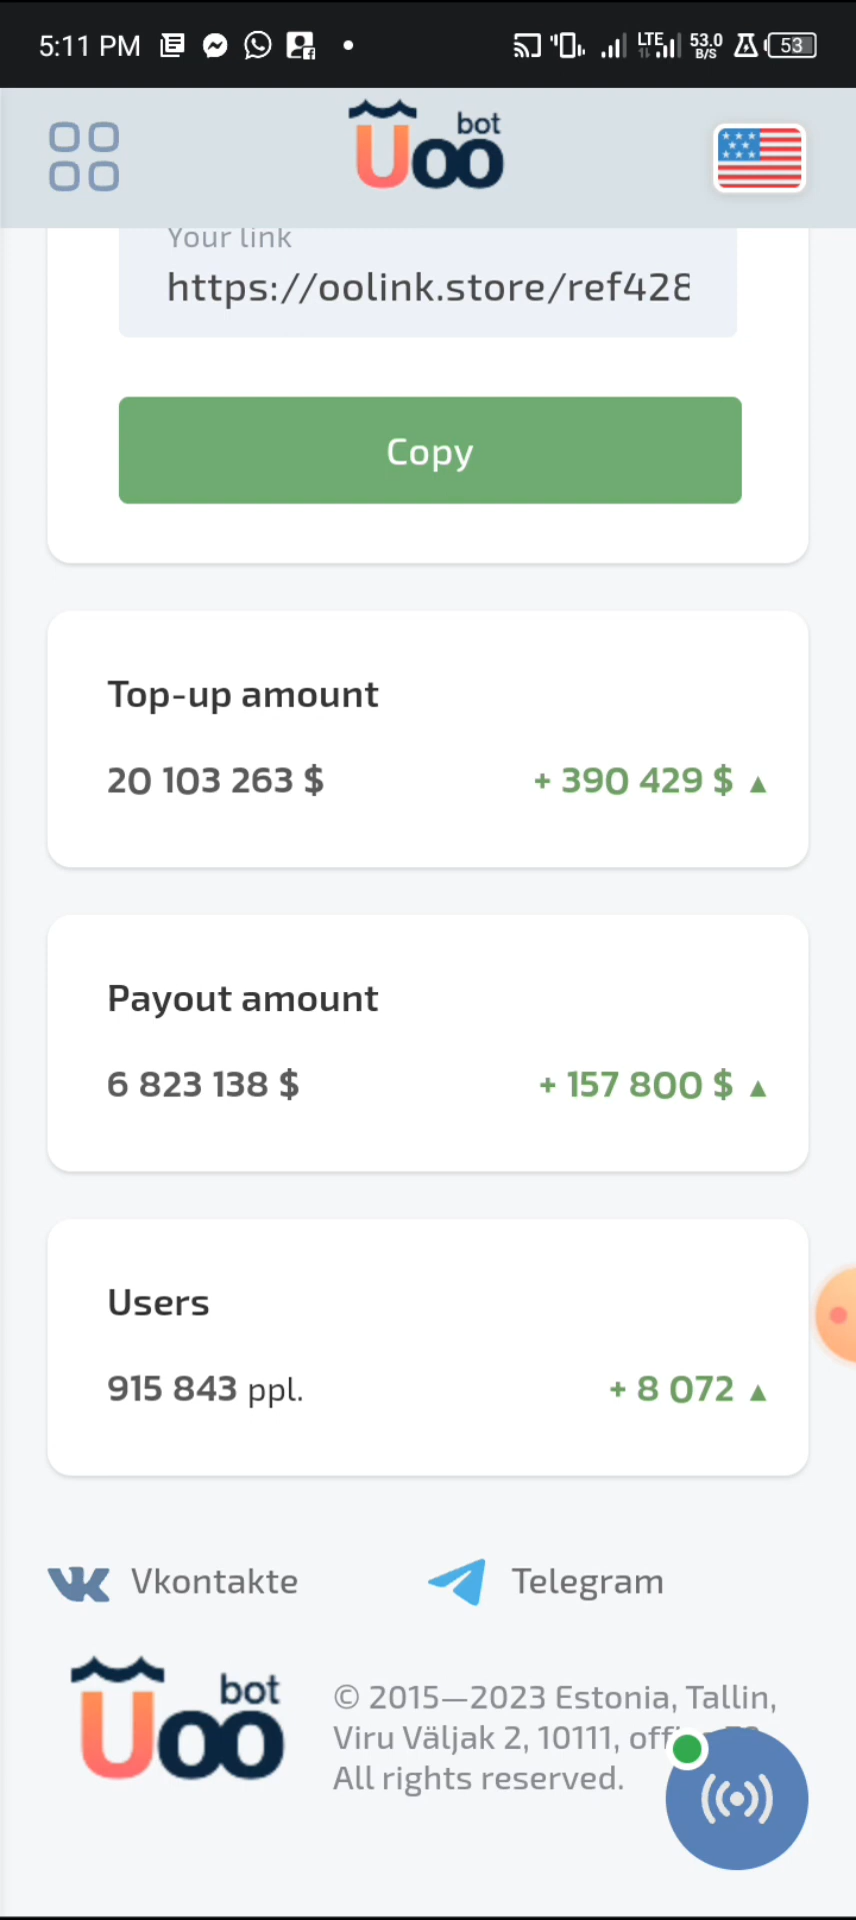 5:11 PM
LTE
53.0
B/S
53
bot
Uoo
Your link
https://oolink.store/ref428
Copy
Top-up amount
20 103 263 $ + 390 429 $ ▲
Payout amount
6 823 138 $ + 157 800 $ ▲
Users
915 843 ppl. + 8 072 ▲
Vkontakte Telegram
bot
Uoo
© 2015—2023 Estonia, Tallin,
Viru Väljak 2, 10111,
All rights reserved.